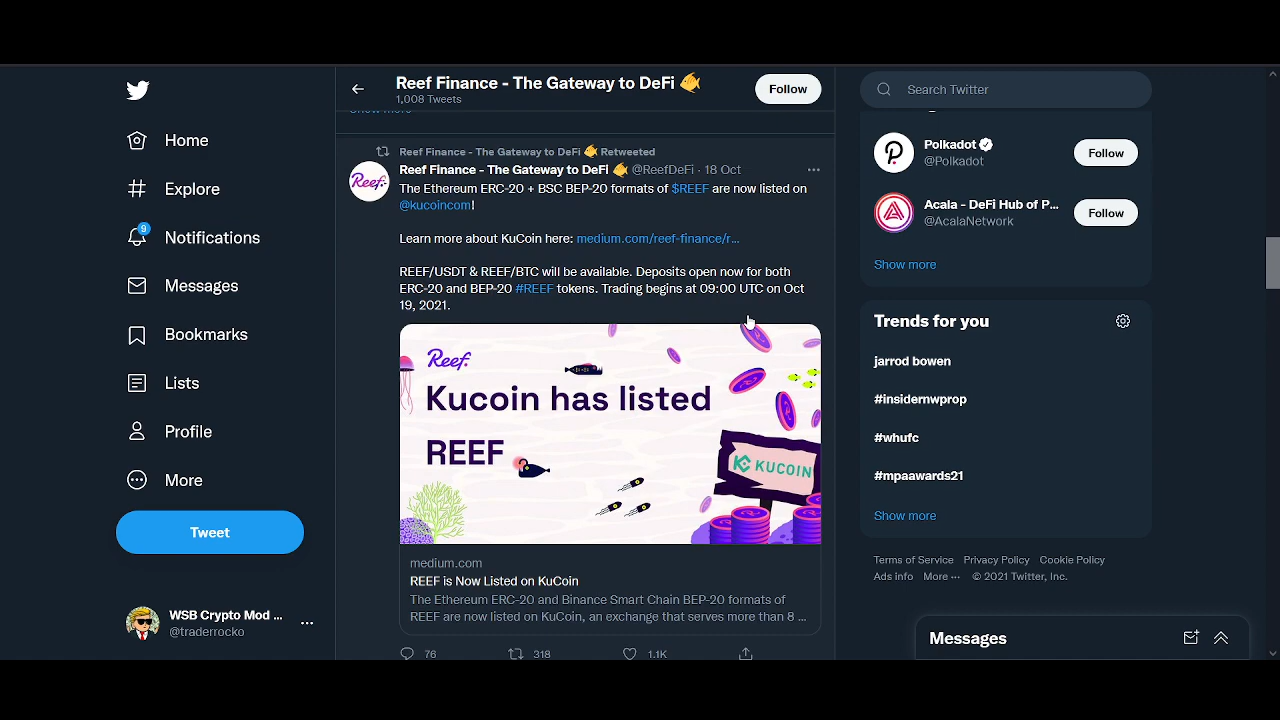 Home
Explore
9
Notifications
Messages
Bookmarks
Lists
Profile
More
Tweet
WSB Crypto Mod ...
@traderrocko
Reef Finance - The Gateway to DeFi
1,008 Tweets
Follow
Show more
Reef Finance - The Gateway to DeFi Retweeted
Reef.
Reef Finance - The Gateway to DeFi @ReefDeFi · 18 Oct
The Ethereum ERC-20 + BSC BEP-20 formats of $REEF are now listed on
@kucoincom!
Learn more about KuCoin here: medium.com/reef-finance/r...
REEF/USDT & REEF/BTC will be available. Deposits open now for both
ERC-20 and BEP-20 #REEF tokens. Trading begins at 09:00 UTC on Oct
19, 2021.
Reef.
Kucoin has listed
REEF
KUCOIN
medium.com
REEF is Now Listed on KuCoin
The Ethereum ERC-20 and Binance Smart Chain BEP-20 formats of
REEF are now listed on KuCoin, an exchange that serves more than 8 ...
76
318
1.1K
Search Twitter
Polkadot
@Polkadot
Follow
Acala - DeFi Hub of P...
@AcalaNetwork
Follow
Show more
Trends for you
jarrod bowen
#insidernwprop
#whufc
#mpaawards21
Show more
Terms of Service Privacy Policy Cookie Policy
Ads info More ··· © 2021 Twitter, Inc.
Messages